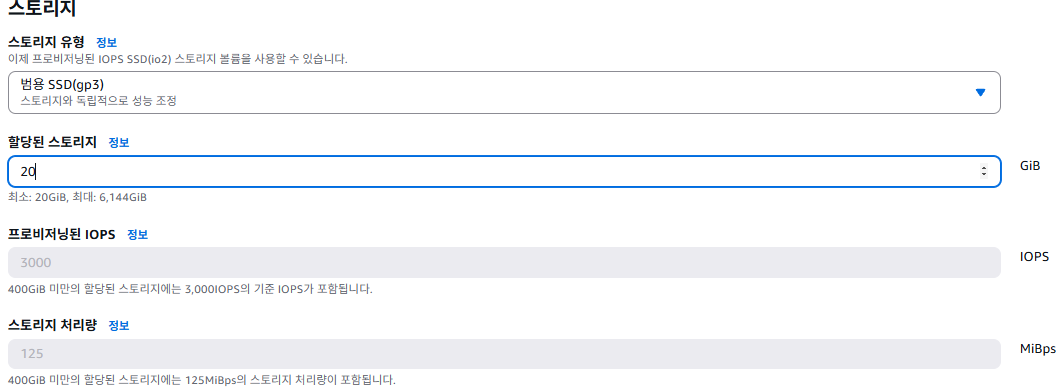 스토리지
스토리지 유형 정보
이제 프로비저닝된 IOPS SSD(io2) 스토리지 볼륨을 사용할 수 있습니다.
범용 SSD(gp3)
스토리지와 독립적으로 성능 조정
할당된 스토리지 정보
20 GiB
최소: 20GiB, 최대: 6,144GiB
프로비저닝된 IOPS 정보
3000 IOPS
400GiB 미만의 할당된 스토리지에는 3,000IOPS의 기준 IOPS가 포함됩니다.
스토리지 처리량 정보
125 MiBps
400GiB 미만의 할당된 스토리지에는 125MiBps의 스토리지 처리량이 포함됩니다.